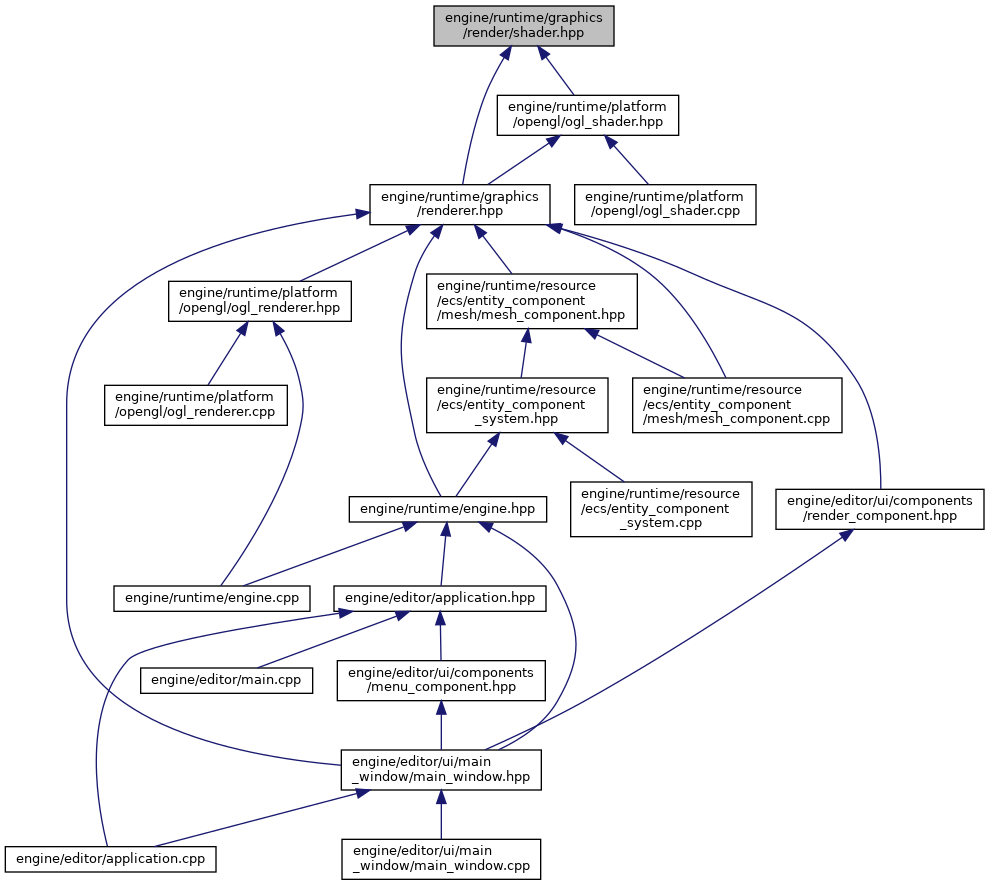 engine/runtime/graphics
/render/shader.hpp
engine/runtime/platform
/opengl/ogl_shader.hpp
engine/runtime/graphics
/renderer.hpp
engine/runtime/platform
/opengl/ogl_shader.cpp
engine/runtime/platform
/opengl/ogl_renderer.hpp
engine/runtime/resource
/ecs/entity_component
/mesh/mesh_component.hpp
engine/runtime/platform
/opengl/ogl_renderer.cpp
engine/runtime/resource
/ecs/entity_component
_system.hpp
engine/runtime/resource
/ecs/entity_component
/mesh/mesh_component.cpp
engine/runtime/engine.hpp
engine/runtime/resource
/ecs/entity_component
_system.cpp
engine/editor/ui/components
/render_component.hpp
engine/runtime/engine.cpp
engine/editor/application.hpp
engine/editor/main.cpp
engine/editor/ui/components
/menu_component.hpp
engine/editor/ui/main
_window/main_window.hpp
engine/editor/application.cpp
engine/editor/ui/main
_window/main_window.cpp